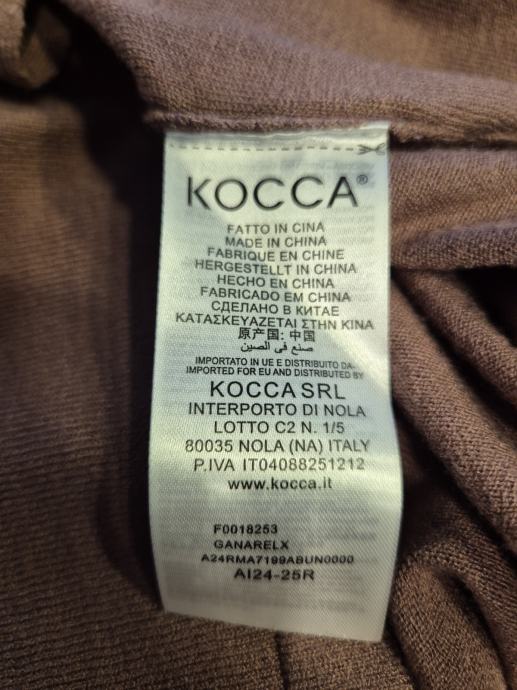 KOCCA®
FATTO IN CINA
MADE IN CHINA
FABRIQUE EN CHINE
HERGESTELLT IN CHINA
HECHO EN CHINA
FABRICADO EM CHINA
СДЕЛАНО В КИТАЕ
ΚΑΤΑΣΚΕΥΑΖΕΤΑΙ ΣΤΗΝ ΚΙΝΑ
原产国: 中国
صنع في الصين
IMPORTATO IN UE E DISTRIBUITO DA-
IMPORTED FOR EU AND DISTRIBUTED BY
KOCCA SRL
INTERPORTO DI NOLA
LOTTO C2 N. 1/5
80035 NOLA (NA) ITALY
P.IVA IT04088251212
www.kocca.it
F0018253
GANARELX
A24RMA7199ABUN0000
AI24-25R